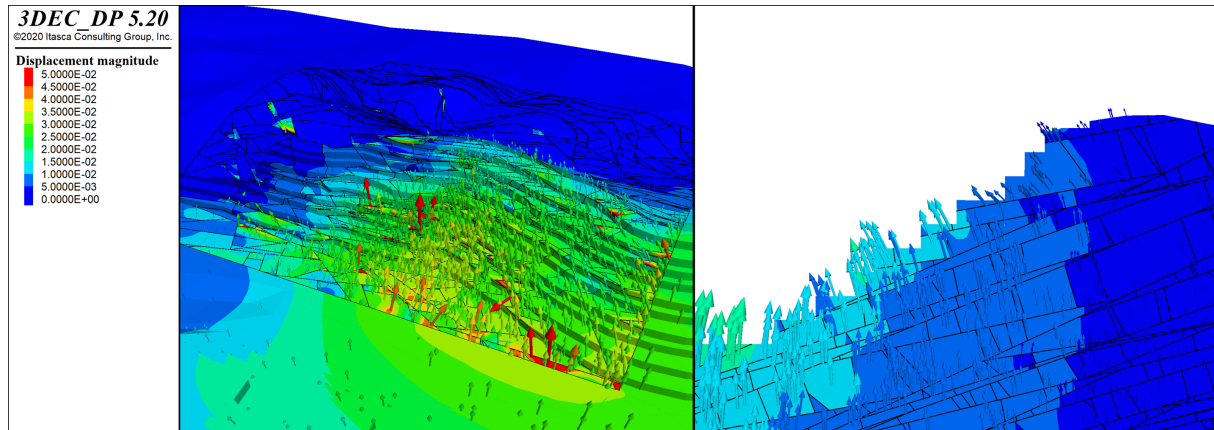 3DEC_DP 5.20
©2020 Itasca Consulting Group, Inc.
Displacement magnitude
5.0000E-02
4.5000E-02
4.0000E-02
3.5000E-02
3.0000E-02
2.5000E-02
2.0000E-02
1.5000E-02
1.0000E-02
5.0000E-03
0.0000E+00